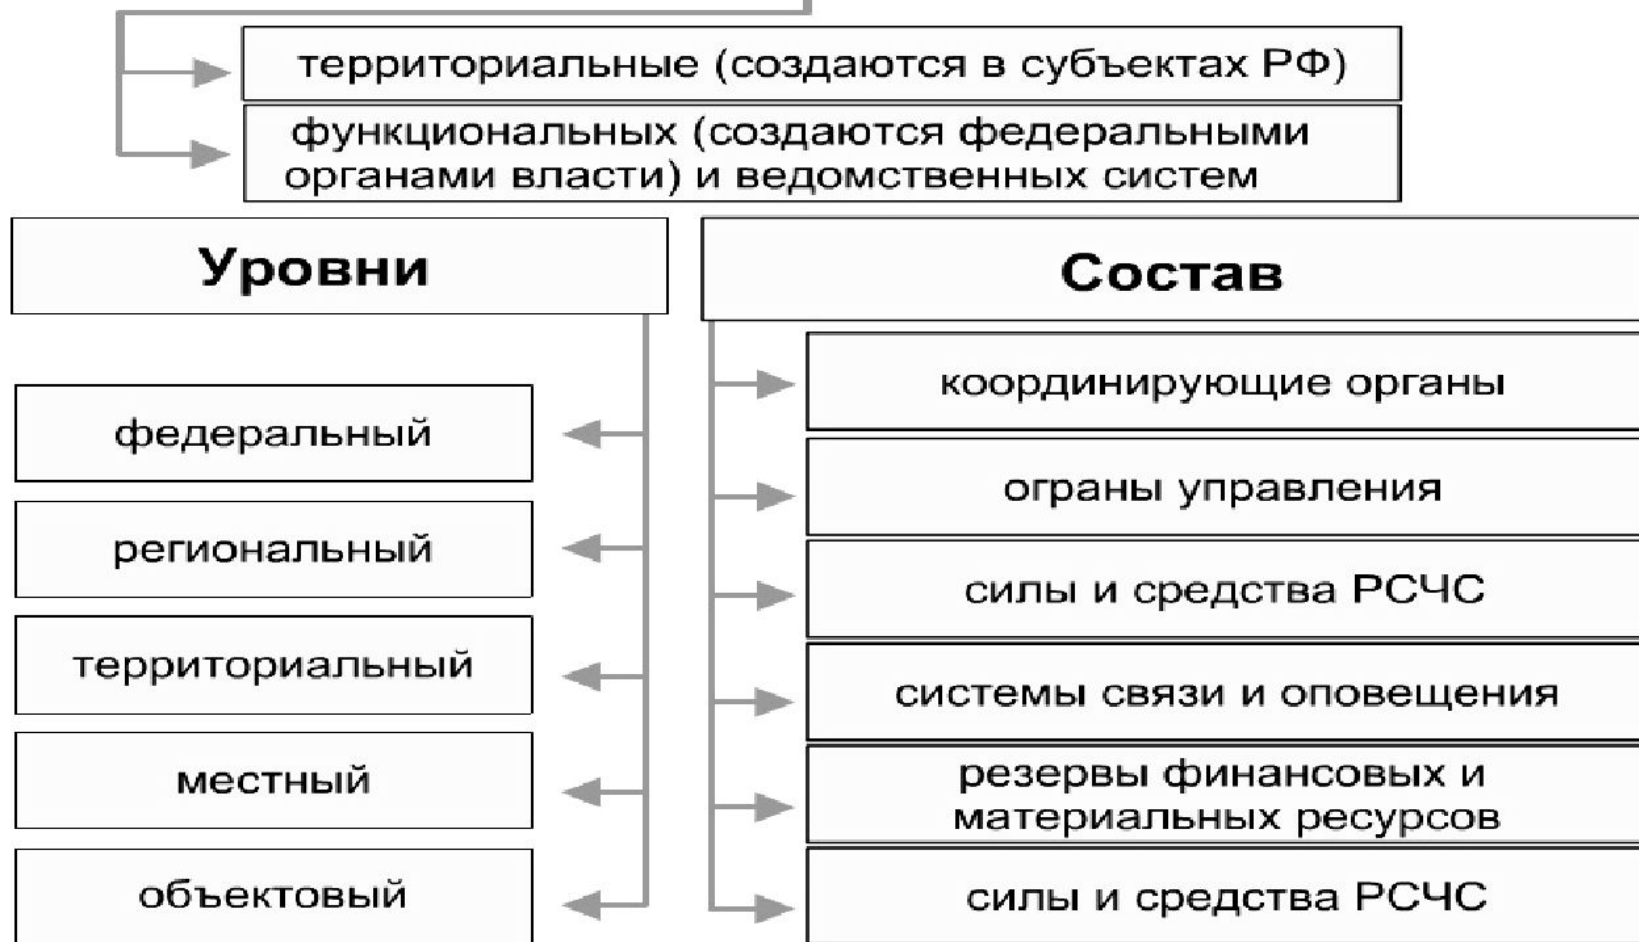 территориальные (создаются в субъектах РФ)
функциональных (создаются федеральными
органами власти) и ведомственных систем
Уровни
федеральный
региональный
территориальный
местный
объектовый
Состав
координирующие органы
ограны управления
силы и средства РСЧС
системы связи и оповещения
резервы финансовых и
материальных ресурсов
силы и средства РСЧС